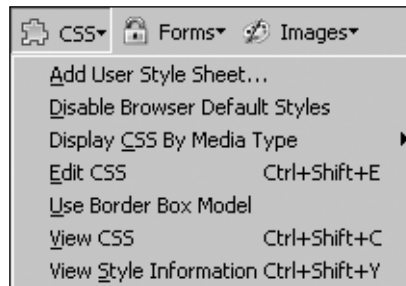 CSS▾ Forms▾ Images▾
Add User Style Sheet...
Disable Browser Default Styles
Display CSS By Media Type
Edit CSS Ctrl+Shift+E
Use Border Box Model
View CSS Ctrl+Shift+C
View Style Information Ctrl+Shift+Y